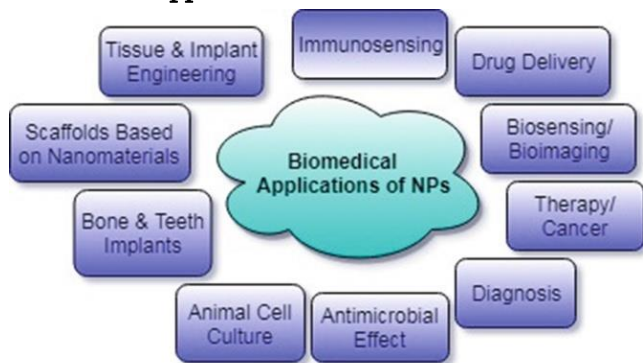 Immunosensing
Tissue & Implant
Engineering
Drug Delivery
Scaffolds Based
on Nanomaterials
Biosensing/
Bioimaging
Biomedical
Applications of NPs
Bone & Teeth
Implants
Therapy/
Cancer
Diagnosis
Animal Cell
Culture
Antimicrobial
Effect